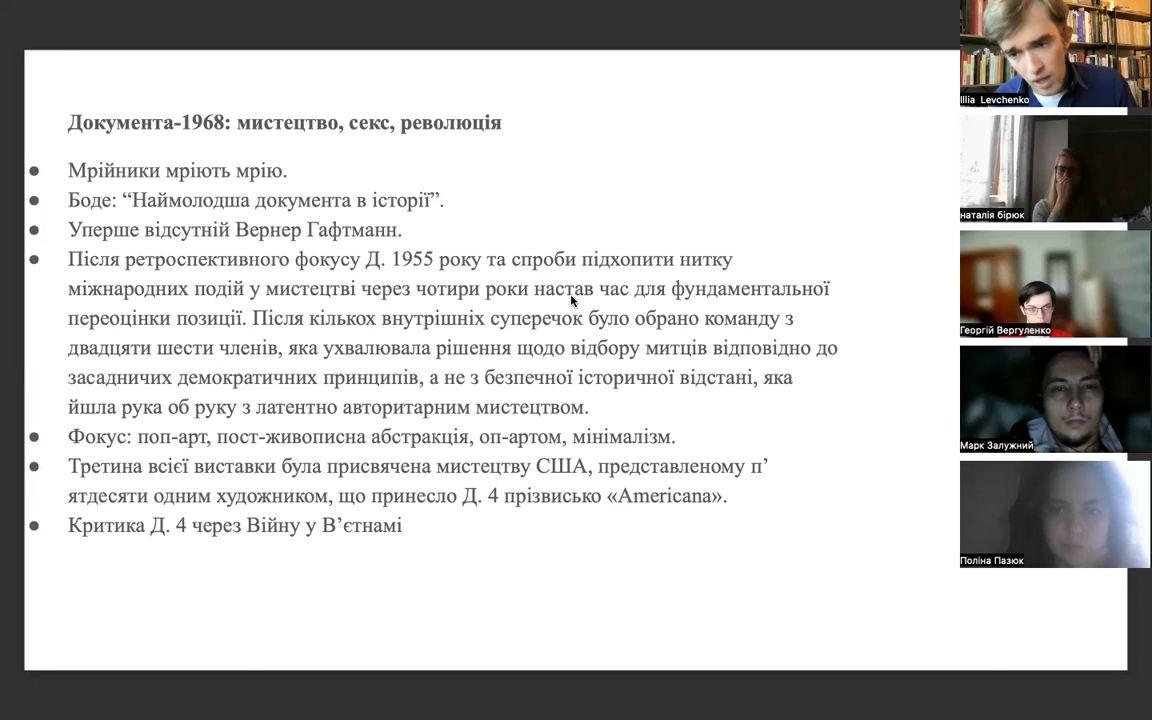 Документа-1968: мистецтво, секс, революція
● Мрійники мріють мрію.
● Боде: “Наймолодша документа в історії”.
● Уперше відсутній Вернер Гафтманн.
● Після ретроспективного фокусу Д. 1955 року та спроби підхопити нитку
міжнародних подій у мистецтві через чотири роки настав час для фундаментальної
переоцінки позиції. Після кількох внутрішніх суперечок було обрано команду з
двадцяти шести членів, яка ухвалювала рішення щодо відбору митців відповідно до
засадничих демократичних принципів, а не з безпечної історичної відстані, яка
йшла рука об руку з латентно авторитарним мистецтвом.
● Фокус: поп-арт, пост-живописна абстракція, оп-артом, мінімалізм.
● Третина всієї виставки була присвячена мистецтву США, представленому п’
ятдесяти одним художником, що принесло Д. 4 прізвисько «Americana».
● Критика Д. 4 через Війну у В’єтнамі
Illia Levchenko
наталія бірюк
Георгій Вергуленко
Марк Залужний
Поліна Пазюк